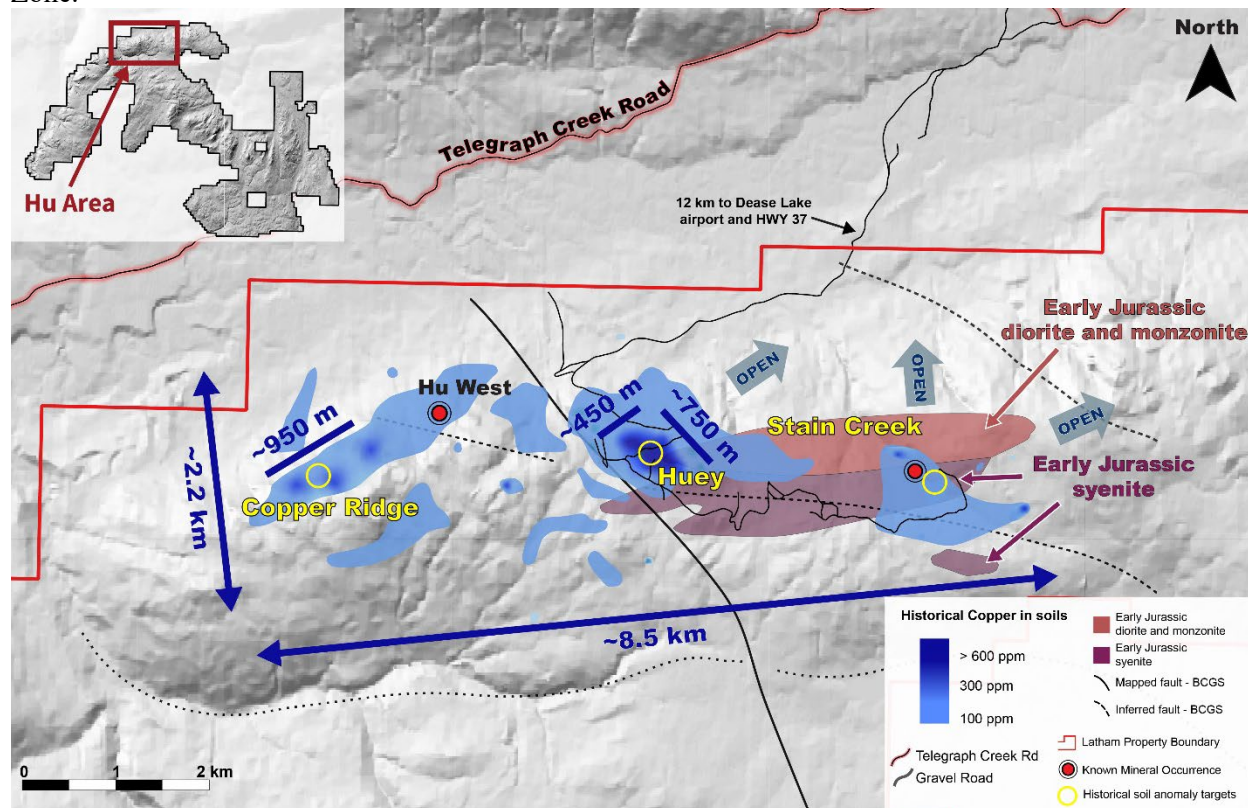 Zone.
North
Telegraph Creek Road
Hu Area
12 km to Dease Lake
airport and HWY 37
Early Jurassic
diorite and monzonite
OPEN
OPEN
OPEN
Hu West
~950 m
~450 m
~750 m
Stain Creek
Huey
Early Jurassic
syenite
Copper Ridge
~2.2 km
~8.5 km
0 1 2 km
Historical Copper in soils
> 600 ppm
300 ppm
100 ppm
Telegraph Creek Rd
Gravel Road
Early Jurassic
diorite and monzonite
Early Jurassic
syenite
Mapped fault - BCGS
Inferred fault - BCGS
Latham Property Boundary
Known Mineral Occurrence
Historical soil anomaly targets